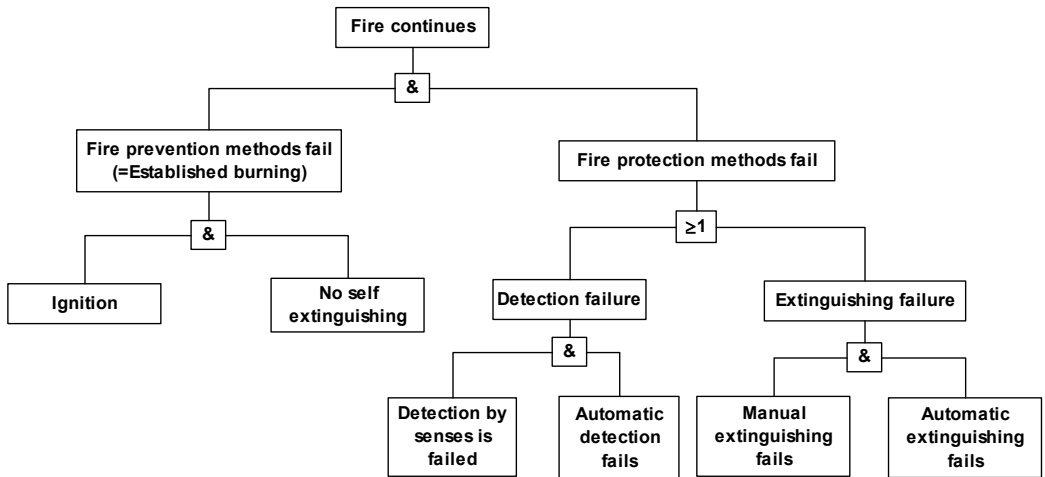 Fire continues
&
Fire prevention methods fail
(=Established burning)
Fire protection methods fail
&
≥1
Ignition
No self
extinguishing
Detection failure
Extinguishing failure
&
&
Detection by
senses is
failed
Automatic
detection
fails
Manual
extinguishing
fails
Automatic
extinguishing
fails